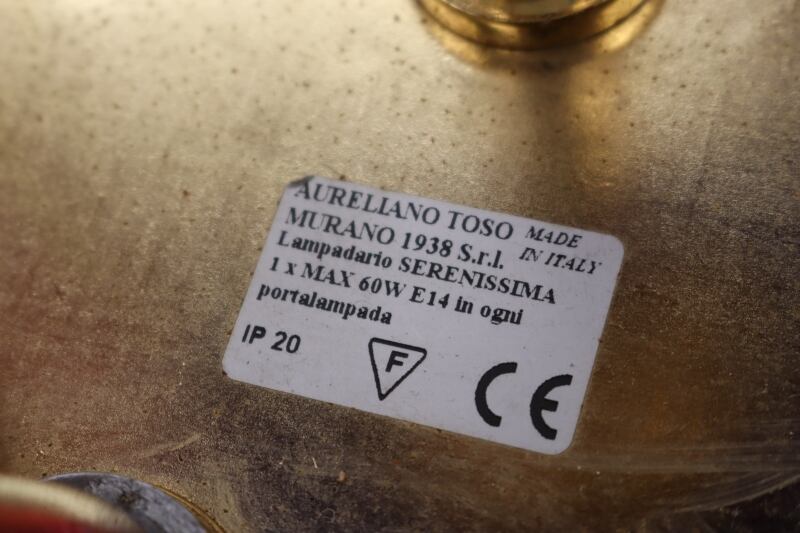 AURELIANO TOSO MADE
MURANO 1938 S.r.l. IN ITALY
Lampadario SERENISSIMA
1 x MAX 60W E14 in ogni
portalampada
IP 20 F CE